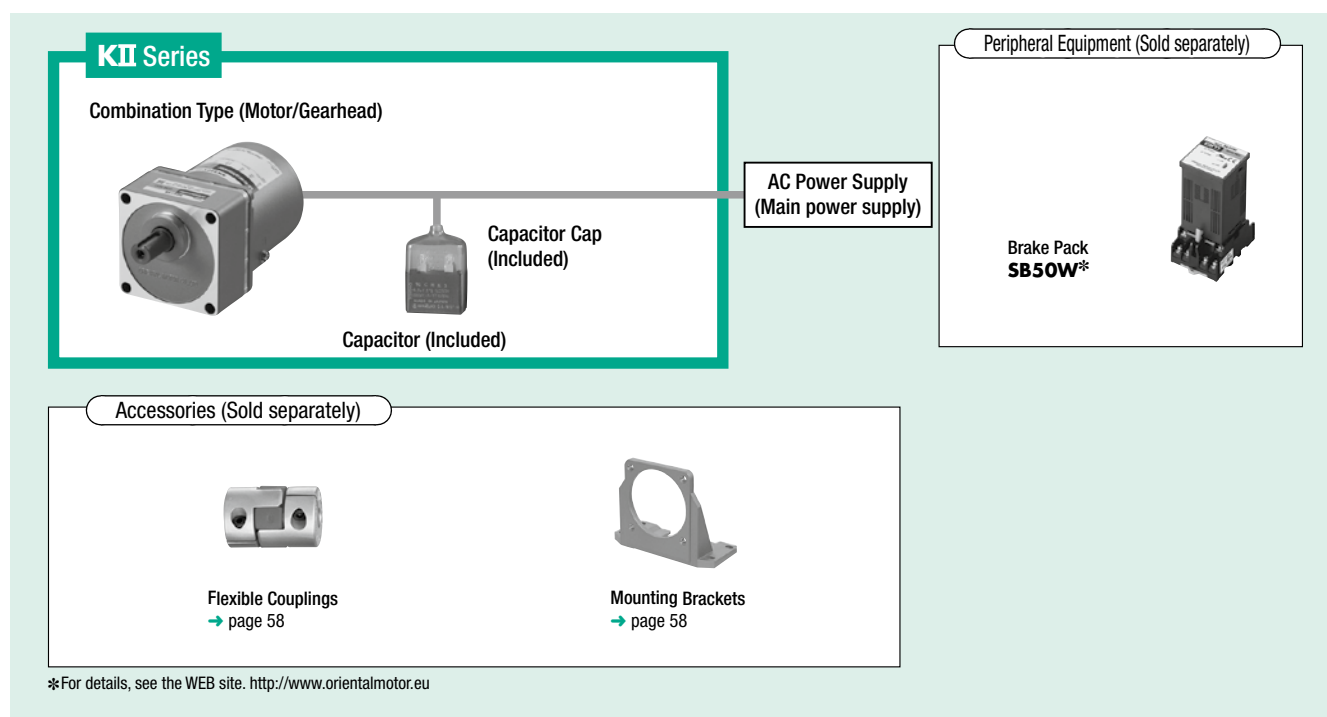 KII Series
Combination Type (Motor/Gearhead)
Capacitor Cap
(Included)
Capacitor (Included)
AC Power Supply
(Main power supply)
Peripheral Equipment (Sold separately)
Brake Pack
SB50W*
Accessories (Sold separately)
Flexible Couplings
→ page 58
Mounting Brackets
→ page 58
*For details, see the WEB site. http://www.orientalmotor.eu